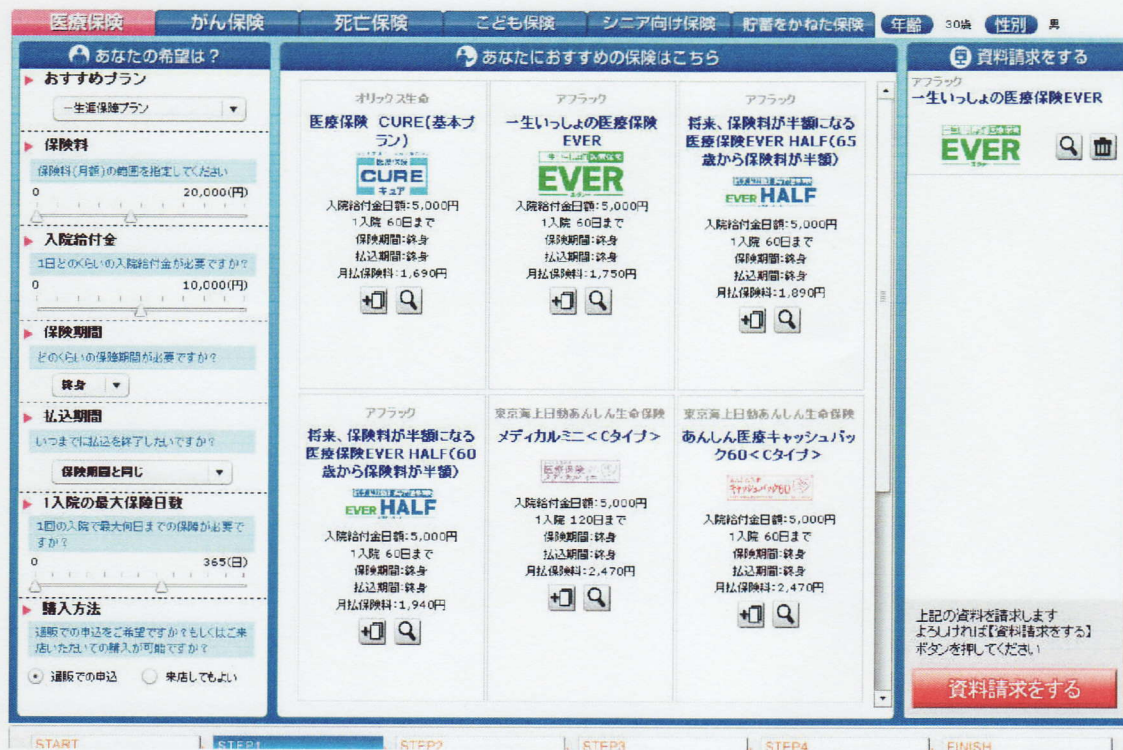 医療保険
がん保険
死亡保険
こども保険
シニア向け保険
貯蓄をかねた保険
年齢 30歳 性別 男
あなたの希望は？
おすすめプラン
一生涯保障プラン
保険料
保険料(月額)の範囲を指定してください
0 20,000(円)
入院給付金
1日どのくらいの入院給付金が必要ですか？
0 10,000(円)
保険期間
どのくらいの保障期間が必要ですか？
終身
払込期間
いつまでに払込を終了したいですか？
保険期間と同じ
1入院の最大保険日数
1回の入院で最大何日までの保障が必要で
すか？
0 365(日)
購入方法
通販での申込をご希望ですか？もしくはご来
店いただいての購入が可能ですか？
通販での申込 来店してもよい
あなたにおすすめの保険はこちら
オリックス生命
医療保険 CURE(基本プ
ラン)
医療保険
CURE
キュア
入院給付金日額:5,000円
1入院 60日まで
保険期間:終身
払込期間:終身
月払保険料:1,690円
アフラック
一生いっしょの医療保険
EVER
EVER
入院給付金日額:5,000円
1入院 60日まで
保険期間:終身
払込期間:終身
月払保険料:1,750円
アフラック
将来、保険料が半額になる
医療保険EVER HALF(65
歳から保険料が半額)
EVER HALF
入院給付金日額:5,000円
1入院 60日まで
保険期間:終身
払込期間:終身
月払保険料:1,890円
アフラック
将来、保険料が半額になる
医療保険EVER HALF(60
歳から保険料が半額)
EVER HALF
入院給付金日額:5,000円
1入院 60日まで
保険期間:終身
払込期間:終身
月払保険料:1,940円
東京海上日動あんしん生命保険
メディカルミニ＜Cタイプ＞
医療保険
メディカルミニ
入院給付金日額:5,000円
1入院 120日まで
保険期間:終身
払込期間:終身
月払保険料:2,470円
東京海上日動あんしん生命保険
あんしん医療キャッシュバッ
ク60＜Cタイプ＞
キャッシュバック60
入院給付金日額:5,000円
1入院 60日まで
保険期間:終身
払込期間:終身
月払保険料:2,470円
資料請求をする
アフラック
一生いっしょの医療保険EVER
EVER
上記の資料を請求します
よろしければ【資料請求をする】
ボタンを押してください
資料請求をする
START STEP1 STEP2 STEP3 STEP4 FINISH